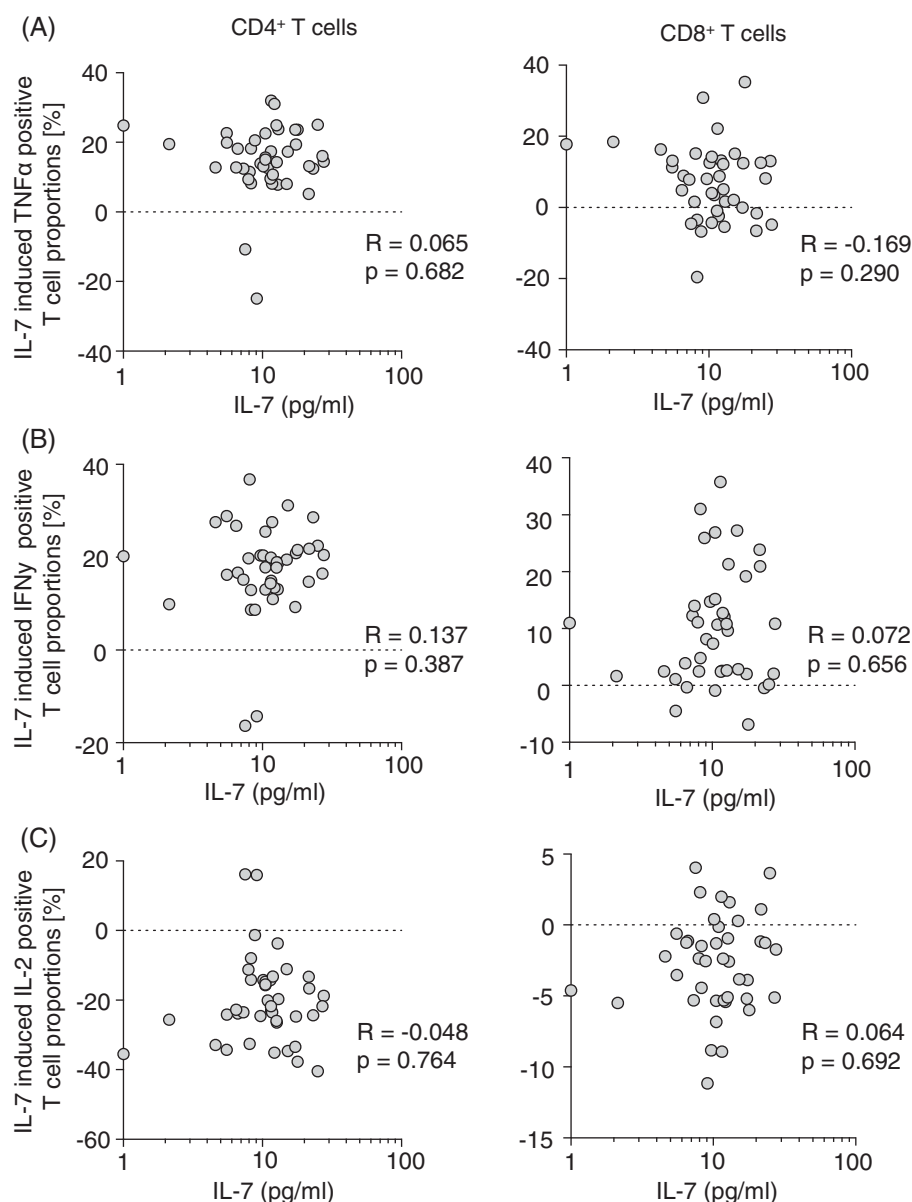 (A)
CD4+ T cells
CD8+ T cells
IL-7 induced TNFα positive
T cell proportions [%]
40
20
0
-20
-40
R = 0.065
p = 0.682
1
10
100
IL-7 (pg/ml)
40
20
0
-20
-40
R = -0.169
p = 0.290
1
10
100
IL-7 (pg/ml)
(B)
IL-7 induced IFNy positive
T cell proportions [%]
40
20
0
-20
R = 0.137
p = 0.387
1
10
100
IL-7 (pg/ml)
40
30
20
10
0
-10
R = 0.072
p = 0.656
1
10
100
IL-7 (pg/ml)
(C)
IL-7 induced IL-2 positive
T cell proportions [%]
20
0
-20
-40
-60
R = -0.048
p = 0.764
1
10
100
IL-7 (pg/ml)
5
0
-5
-10
-15
R = 0.064
p = 0.692
1
10
100
IL-7 (pg/ml)